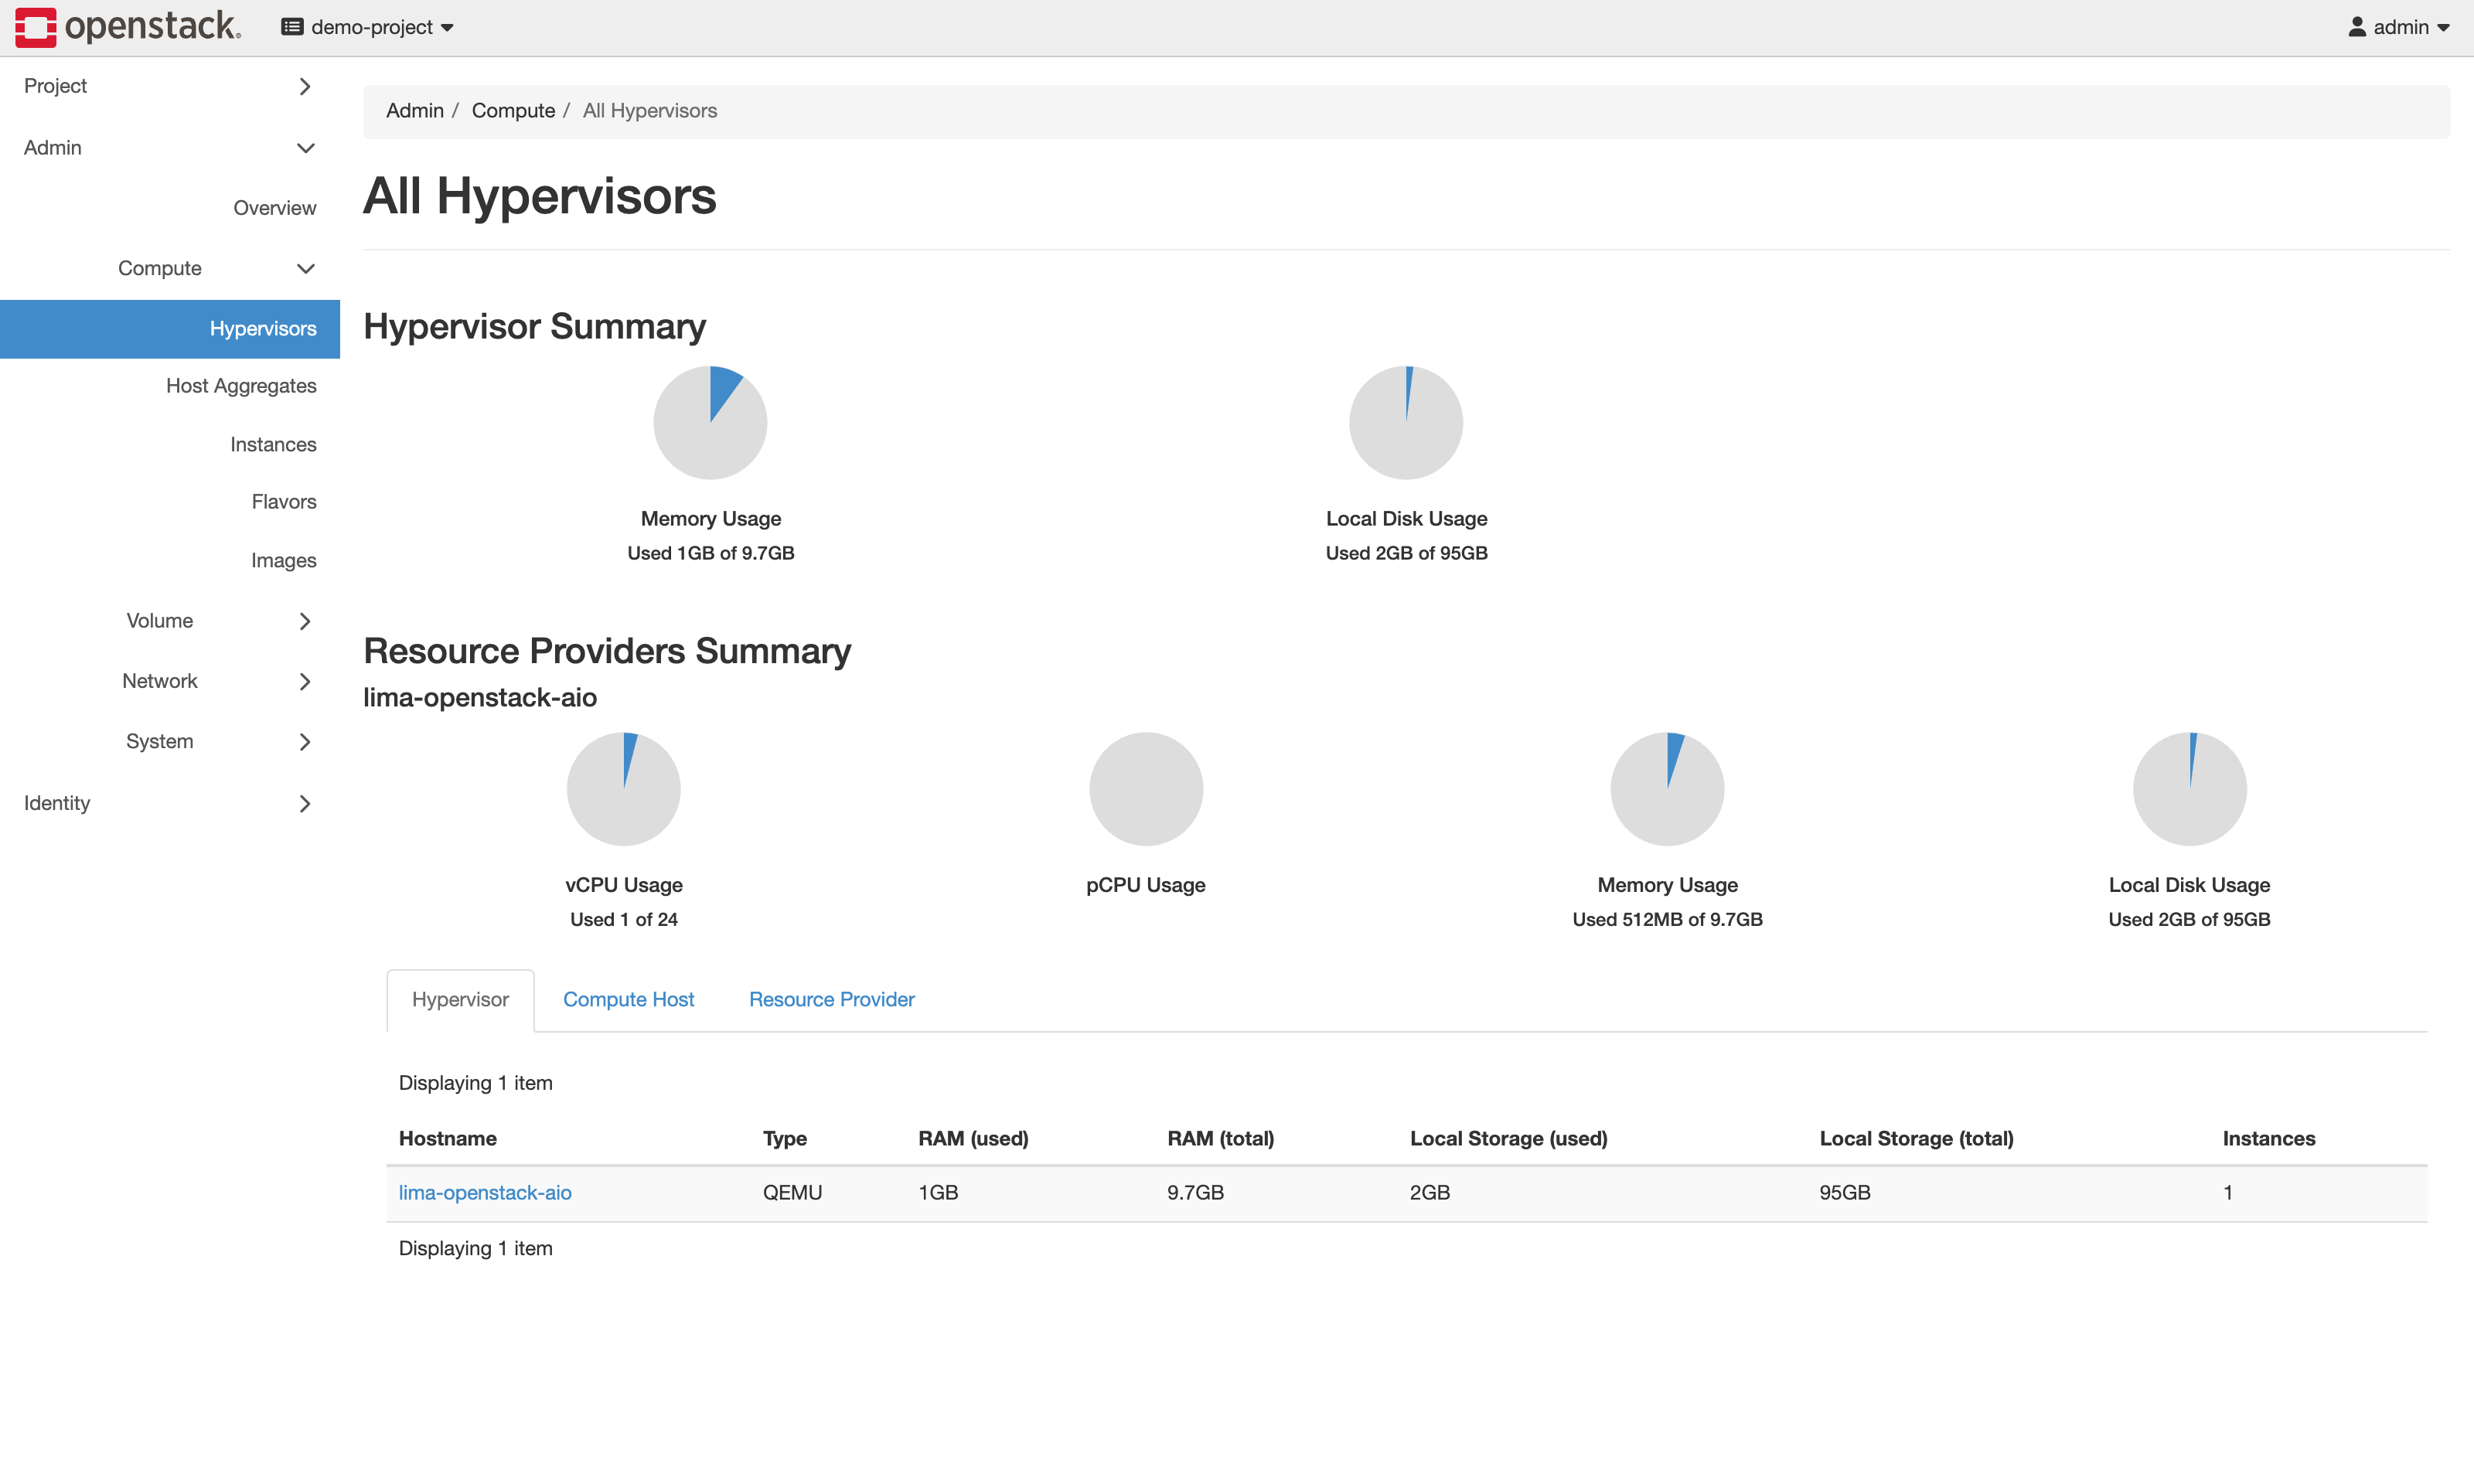 openstack.
demo-project
admin
Project
Admin
Overview
Compute
Hypervisors
Host Aggregates
Instances
Flavors
Images
Volume
Network
System
Identity
Admin / Compute / All Hypervisors
All Hypervisors
Hypervisor Summary
Memory Usage
Used 1GB of 9.7GB
Local Disk Usage
Used 2GB of 95GB
Resource Providers Summary
lima-openstack-aio
vCPU Usage
Used 1 of 24
pCPU Usage
Memory Usage
Used 512MB of 9.7GB
Local Disk Usage
Used 2GB of 95GB
Hypervisor Compute Host Resource Provider
Displaying 1 item
Hostname Type RAM (used) RAM (total) Local Storage (used) Local Storage (total) Instances
lima-openstack-aio QEMU 1GB 9.7GB 2GB 95GB 1
Displaying 1 item